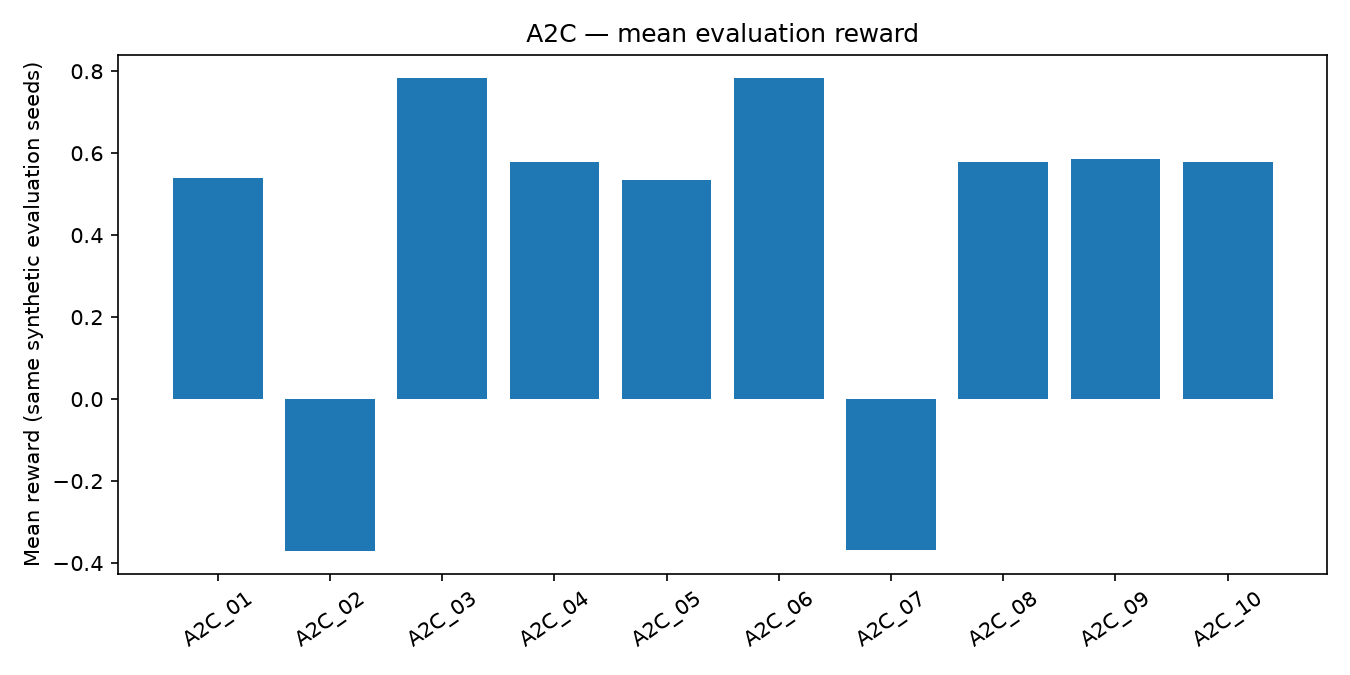 A2C — mean evaluation reward
Mean reward (same synthetic evaluation seeds)
0.8
0.6
0.4
0.2
0.0
−0.2
−0.4
A2C_01
A2C_02
A2C_03
A2C_04
A2C_05
A2C_06
A2C_07
A2C_08
A2C_09
A2C_10